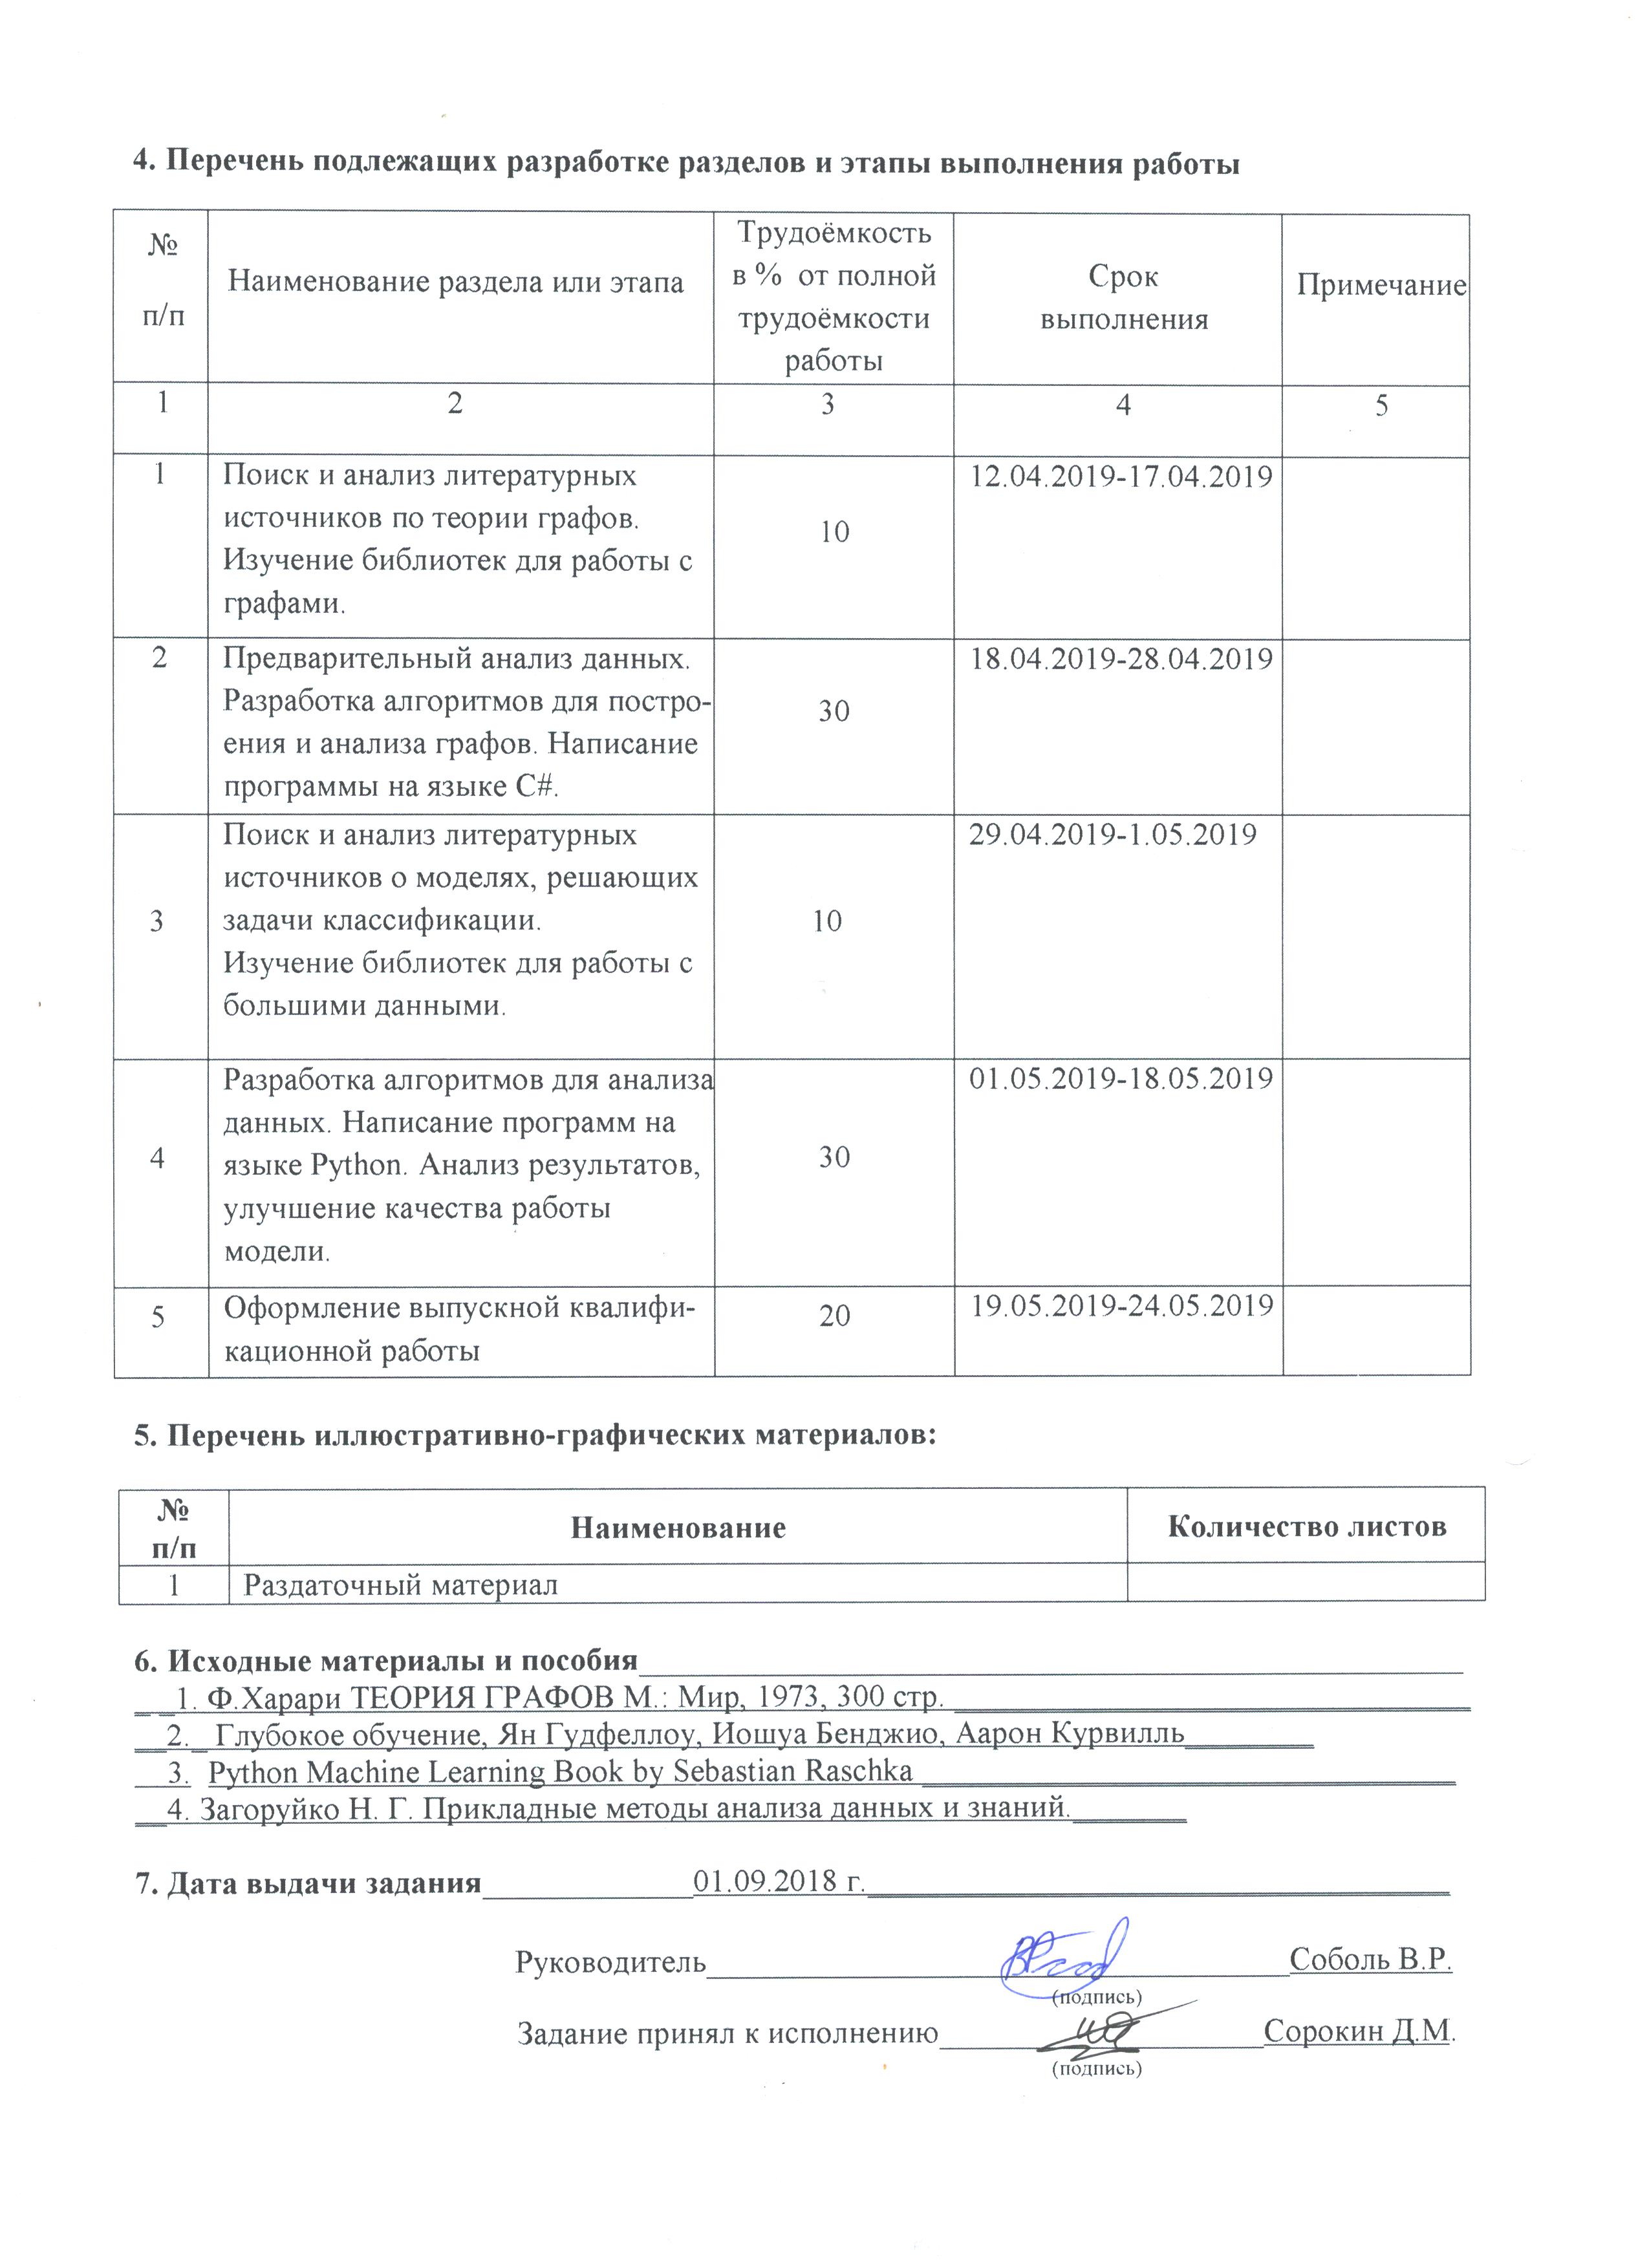 4. Перечень подлежащих разработке разделов и этапы выполнения работы
№
п/п
Наименование раздела или этапа
Трудоёмкость
в % от полной
трудоёмкости
работы
Срок
выполнения
Примечание
1 2 3 4 5
1
Поиск и анализ литературных
источников по теории графов.
Изучение библиотек для работы с
графами.
10
12.04.2019-17.04.2019
2
Предварительный анализ данных.
Разработка алгоритмов для постро-
ения и анализа графов. Написание
программы на языке C#.
30
18.04.2019-28.04.2019
3
Поиск и анализ литературных
источников о моделях, решающих
задачи классификации.
Изучение библиотек для работы с
большими данными.
10
29.04.2019-1.05.2019
4
Разработка алгоритмов для анализа
данных. Написание программ на
языке Python. Анализ результатов,
улучшение качества работы
модели.
30
01.05.2019-18.05.2019
5
Оформление выпускной квалифи-
кационной работы
20
19.05.2019-24.05.2019
5. Перечень иллюстративно-графических материалов:
№
п/п
Наименование
Количество листов
1 Раздаточный материал
6. Исходные материалы и пособия
1. Ф.Харари ТЕОРИЯ ГРАФОВ М.: Мир, 1973, 300 стр.
2. Глубокое обучение, Ян Гудфеллоу, Иошуа Бенджио, Аарон Курвилль
3. Python Machine Learning Book by Sebastian Raschka
4. Загоруйко Н. Г. Прикладные методы анализа данных и знаний.
7. Дата выдачи задания 01.09.2018 г.
Руководитель Соболь В.Р.
(подпись)
Задание принял к исполнению Сорокин Д.М.
(подпись)